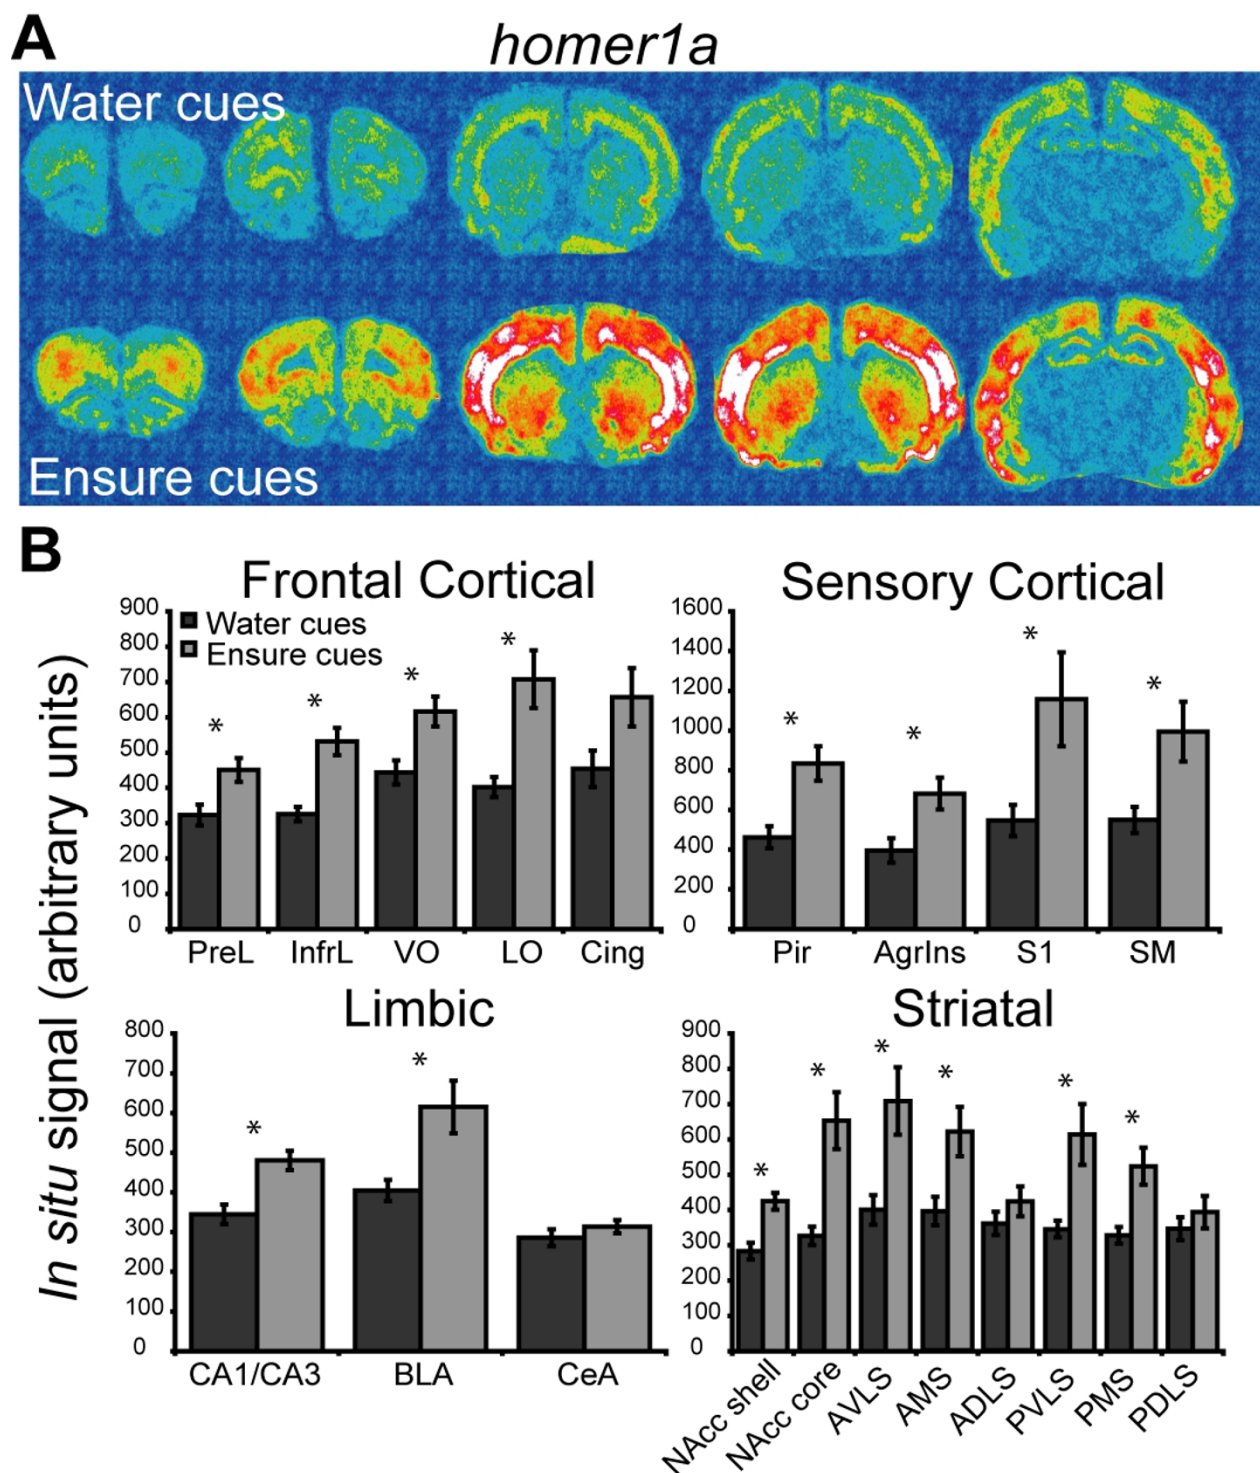 A
homer1a
Water cues
Ensure cues
B
In situ signal (arbitrary units)
Frontal Cortical
900
800
700
600
500
400
300
200
100
0
Water cues
Ensure cues
*
*
*
*
PreL InfrL VO LO Cing
Sensory Cortical
1600
1400
1200
1000
800
600
400
200
0
*
*
*
*
Pir AgrIns S1 SM
Limbic
800
700
600
500
400
300
200
100
0
*
*
CA1/CA3 BLA CeA
Striatal
900
800
700
600
500
400
300
200
100
0
*
*
*
*
*
*
NAcc shell
NAcc core
AVLS
AMS
ADLS
PVLS
PMS
PDLS